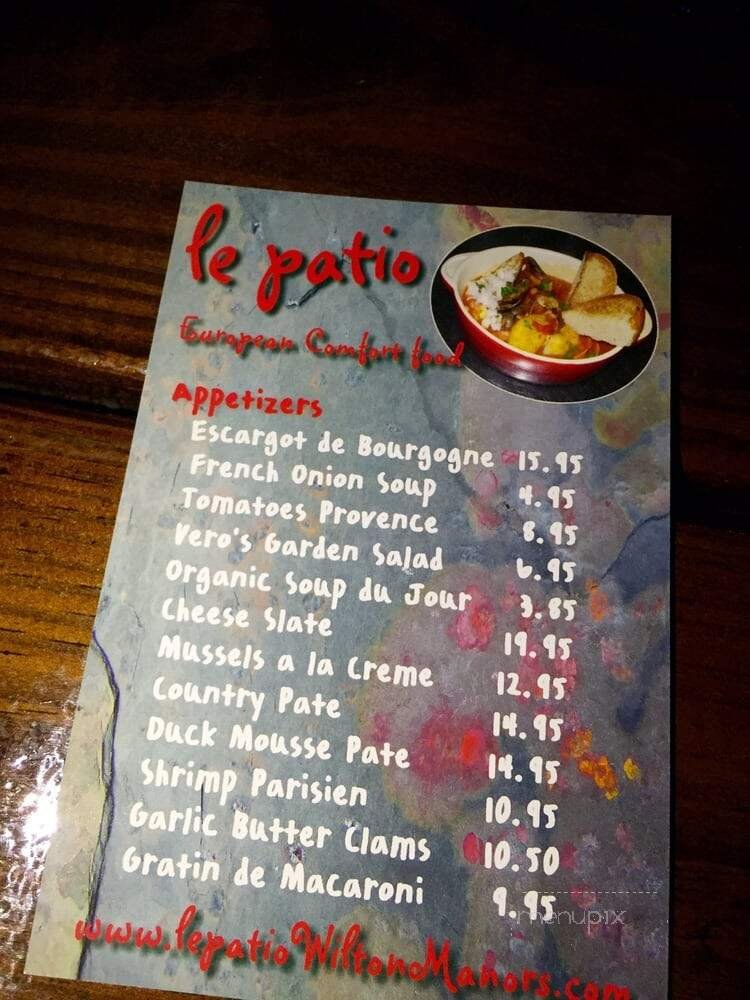 le patio
European Comfort food
Appetizers
Escargot de Bourgogne 15.95
French Onion Soup 4.95
Tomatoes Provence 8.95
Vero's Garden Salad 6.95
Organic Soup du Jour 3.85
Cheese Slate 19.95
Mussels a la Creme 12.95
Country Pate 14.95
Duck Mousse Pate 14.95
Shrimp Parisien 10.95
Garlic Butter Clams 10.50
Gratin de Macaroni 9.95
menupix
www.lepatioWiltonoManors.com